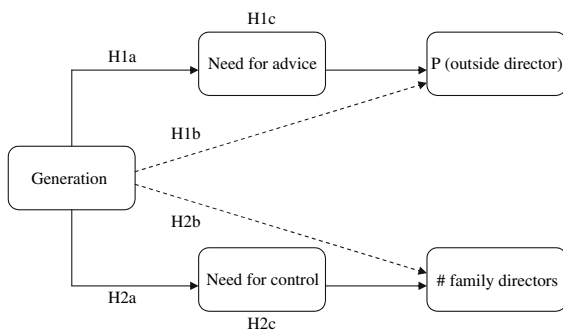 H1c
H1a
Need for advice
P (outside director)
H1b
Generation
H2b
Need for control
# family directors
H2a
H2c